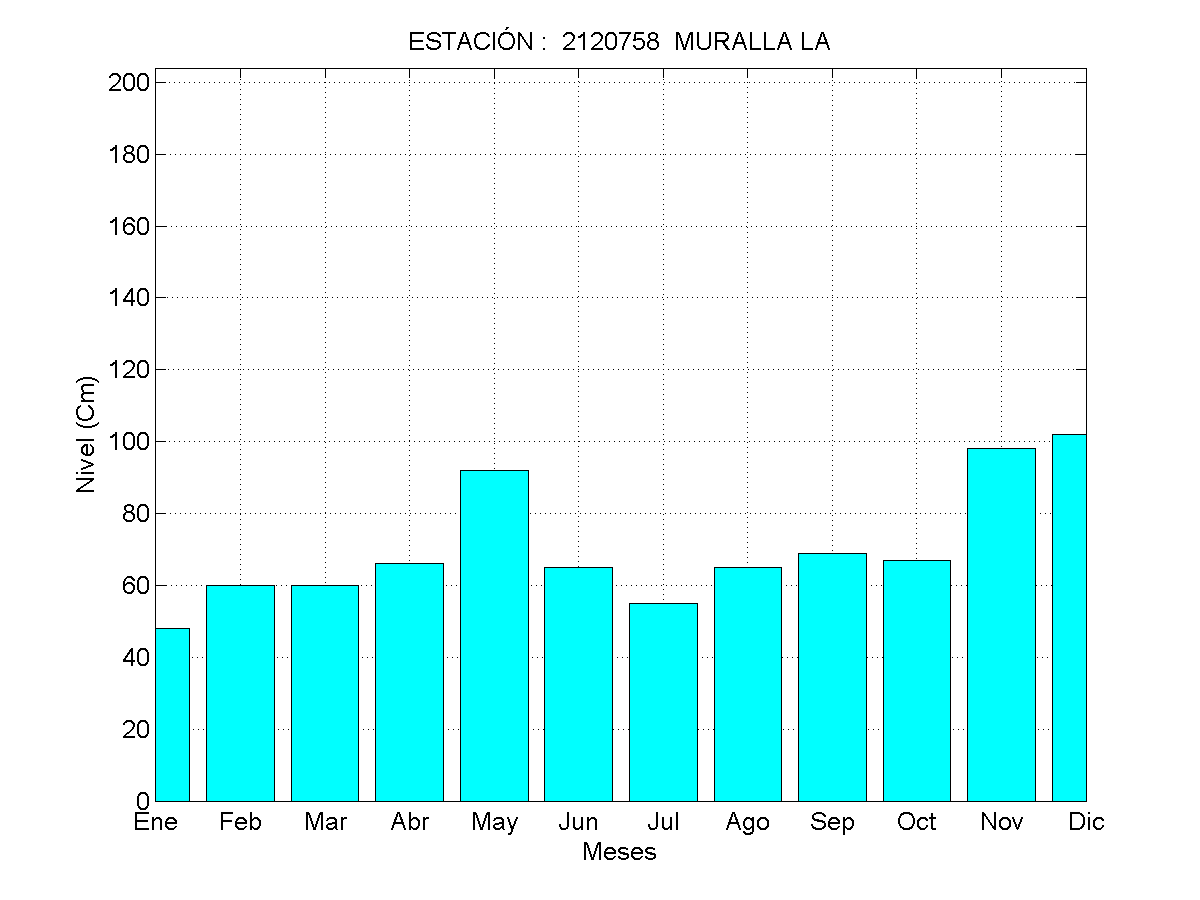 ESTACIÓN :  2120758  MURALLA LA
200
180
160
140
120
100
80
60
40
20
0
Nivel (Cm)
Ene Feb Mar Abr May Jun Jul Ago Sep Oct Nov Dic
Meses